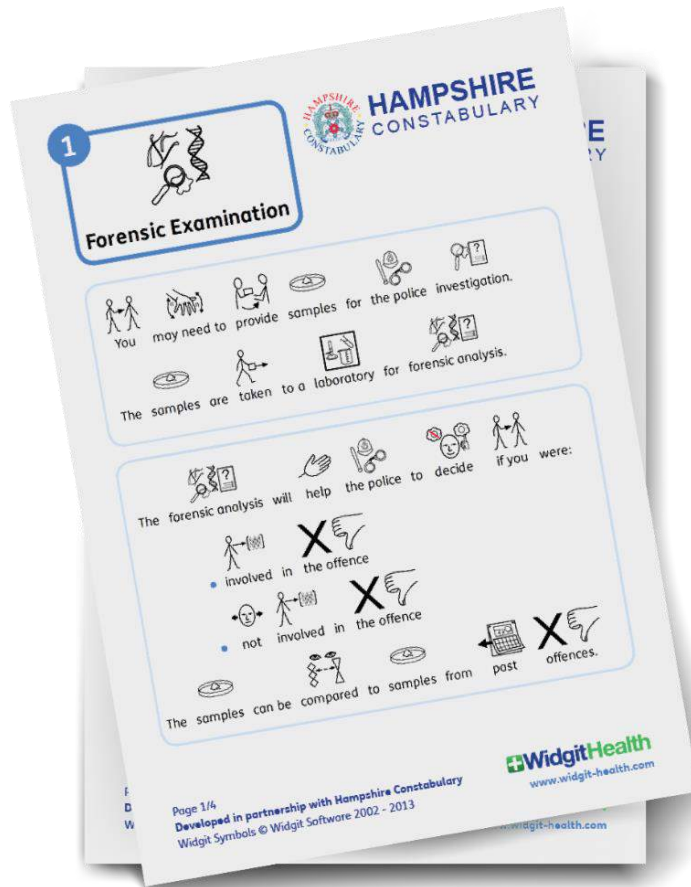 1
Forensic Examination
HAMPSHIRE CONSTABULARY
HAMPSHIRE
CONSTABULARY
You may need to provide samples for the police investigation.
The samples are taken to a laboratory for forensic analysis.
The forensic analysis will help the police to decide if you were:
• involved in the offence
• not involved in the offence
The samples can be compared to samples from past offences.
Page 1/4
Developed in partnership with Hampshire Constabulary
Widgit Symbols © Widgit Software 2002 - 2013
WidgitHealth
www.widgit-health.com
E
Y
D
W
widgit-health.com